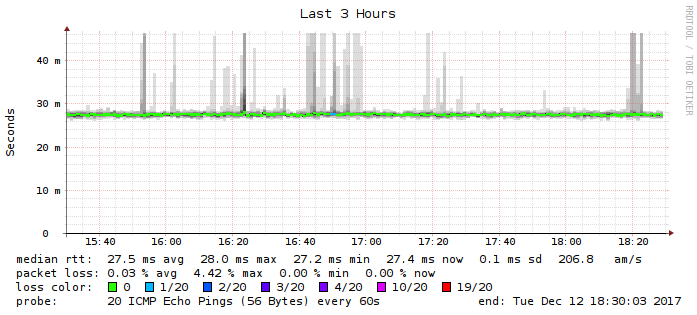 Last 3 Hours
RRDTOOL / TOBI OETIKER
Seconds
40 m
30 m
20 m
10 m
0
15:40 16:00 16:20 16:40 17:00 17:20 17:40 18:00 18:20
median rtt: 27.5 ms avg 28.0 ms max 27.2 ms min 27.4 ms now 0.1 ms sd 206.8 am/s
packet loss: 0.03 % avg 4.42 % max 0.00 % min 0.00 % now
loss color: 0 1/20 2/20 3/20 4/20 10/20 19/20
probe: 20 ICMP Echo Pings (56 Bytes) every 60s end: Tue Dec 12 18:30:03 2017